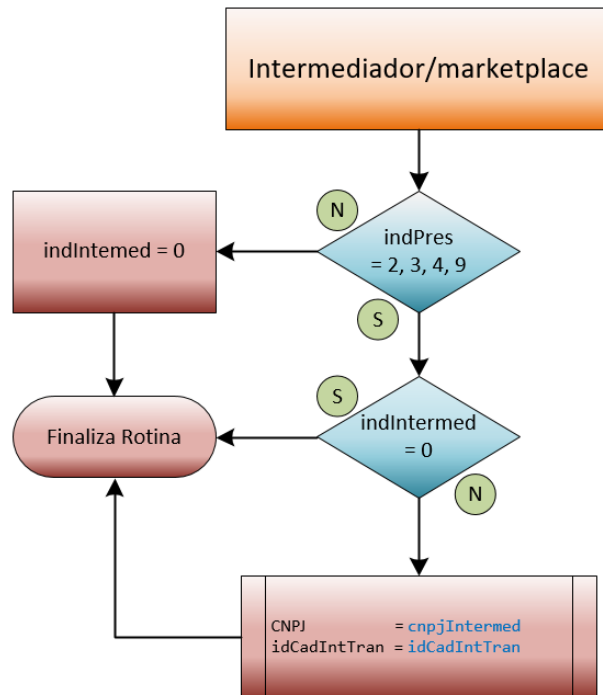 Intermediador/marketplace
N
indPres
= 2, 3, 4, 9
indIntemed = 0
S
S
indIntermed
= 0
Finaliza Rotina
N
CNPJ = cnpjIntermed
idCadIntTran = idCadIntTran